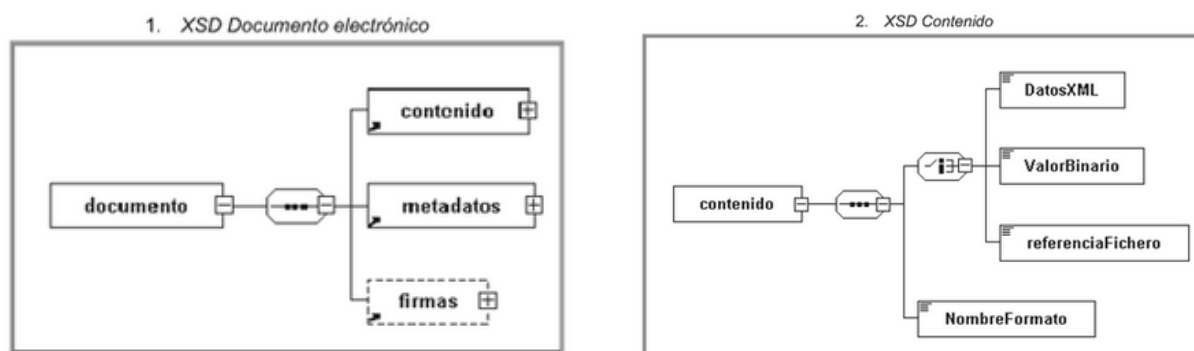 1. XSD Documento electrónico
documento
contenido
metadatos
firmas
2. XSD Contenido
contenido
DatosXML
ValorBinario
referenciaFichero
NombreFormato